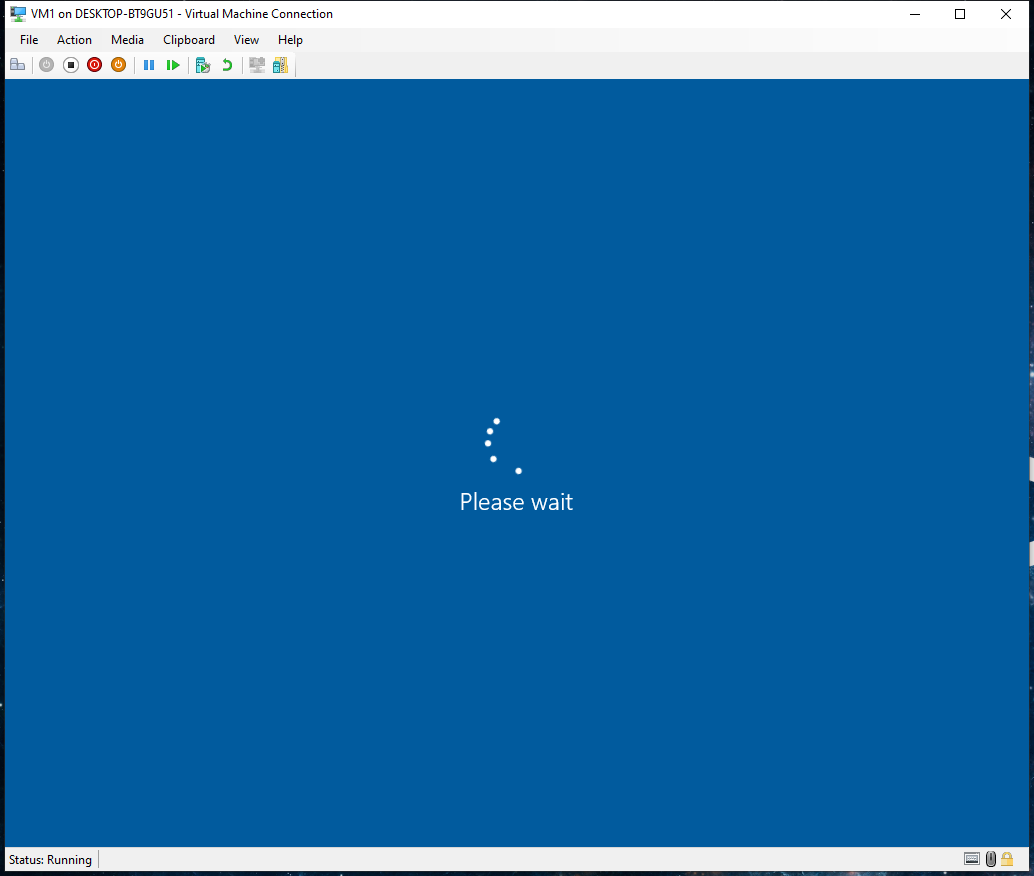 VM1 on DESKTOP-BT9GU51 - Virtual Machine Connection
File Action Media Clipboard View Help
Please wait
Status: Running